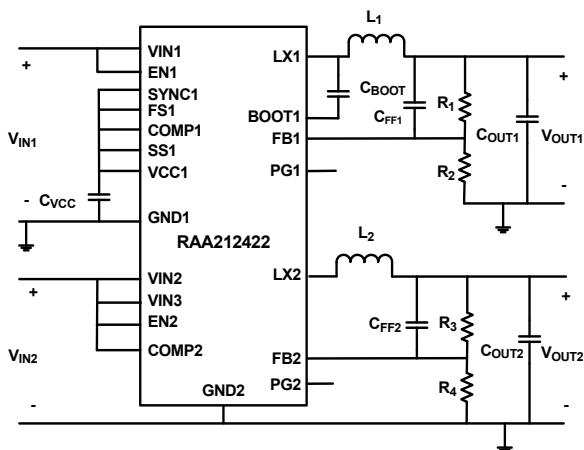 L1
VIN1
LX1
+
EN1
+
SYNC1
CBOOT
FS1
R1
CFF1
BOOT1
COMP1
VIN1
FB1
COUT1
VOUT1
SS1
R2
VCC1
PG1
-
CVCC
-
GND1
RAA212422
L2
VIN2
LX2
+
VIN3
+
EN2
CFF2
R3
COMP2
VIN2
FB2
COUT2
VOUT2
PG2
R4
GND2
-
-